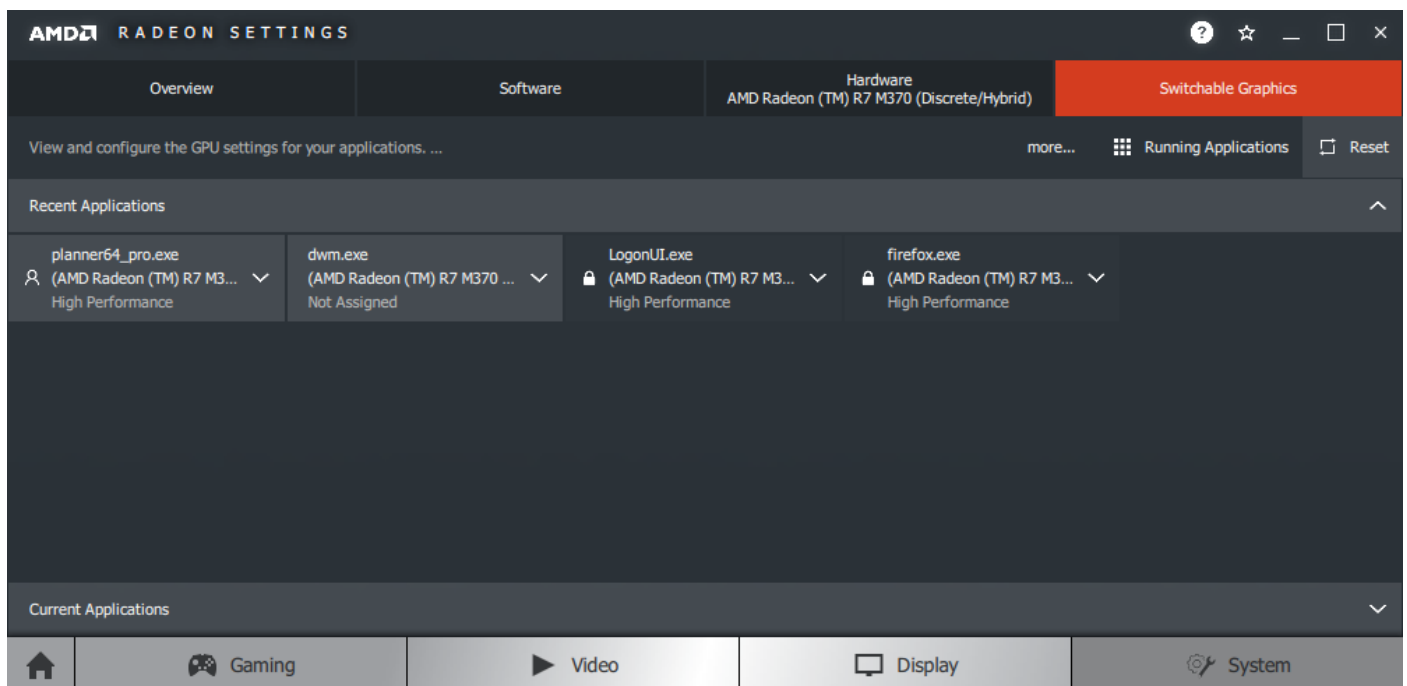 AMD RADEON SETTINGS
Overview
Software
Hardware
AMD Radeon (TM) R7 M370 (Discrete/Hybrid)
Switchable Graphics
View and configure the GPU settings for your applications. ...
more...
Running Applications
Reset
Recent Applications
planner64_pro.exe
(AMD Radeon (TM) R7 M3...
High Performance
dwm.exe
(AMD Radeon (TM) R7 M370 ...
Not Assigned
LogonUI.exe
(AMD Radeon (TM) R7 M3...
High Performance
firefox.exe
(AMD Radeon (TM) R7 M3...
High Performance
Current Applications
Gaming
Video
Display
System